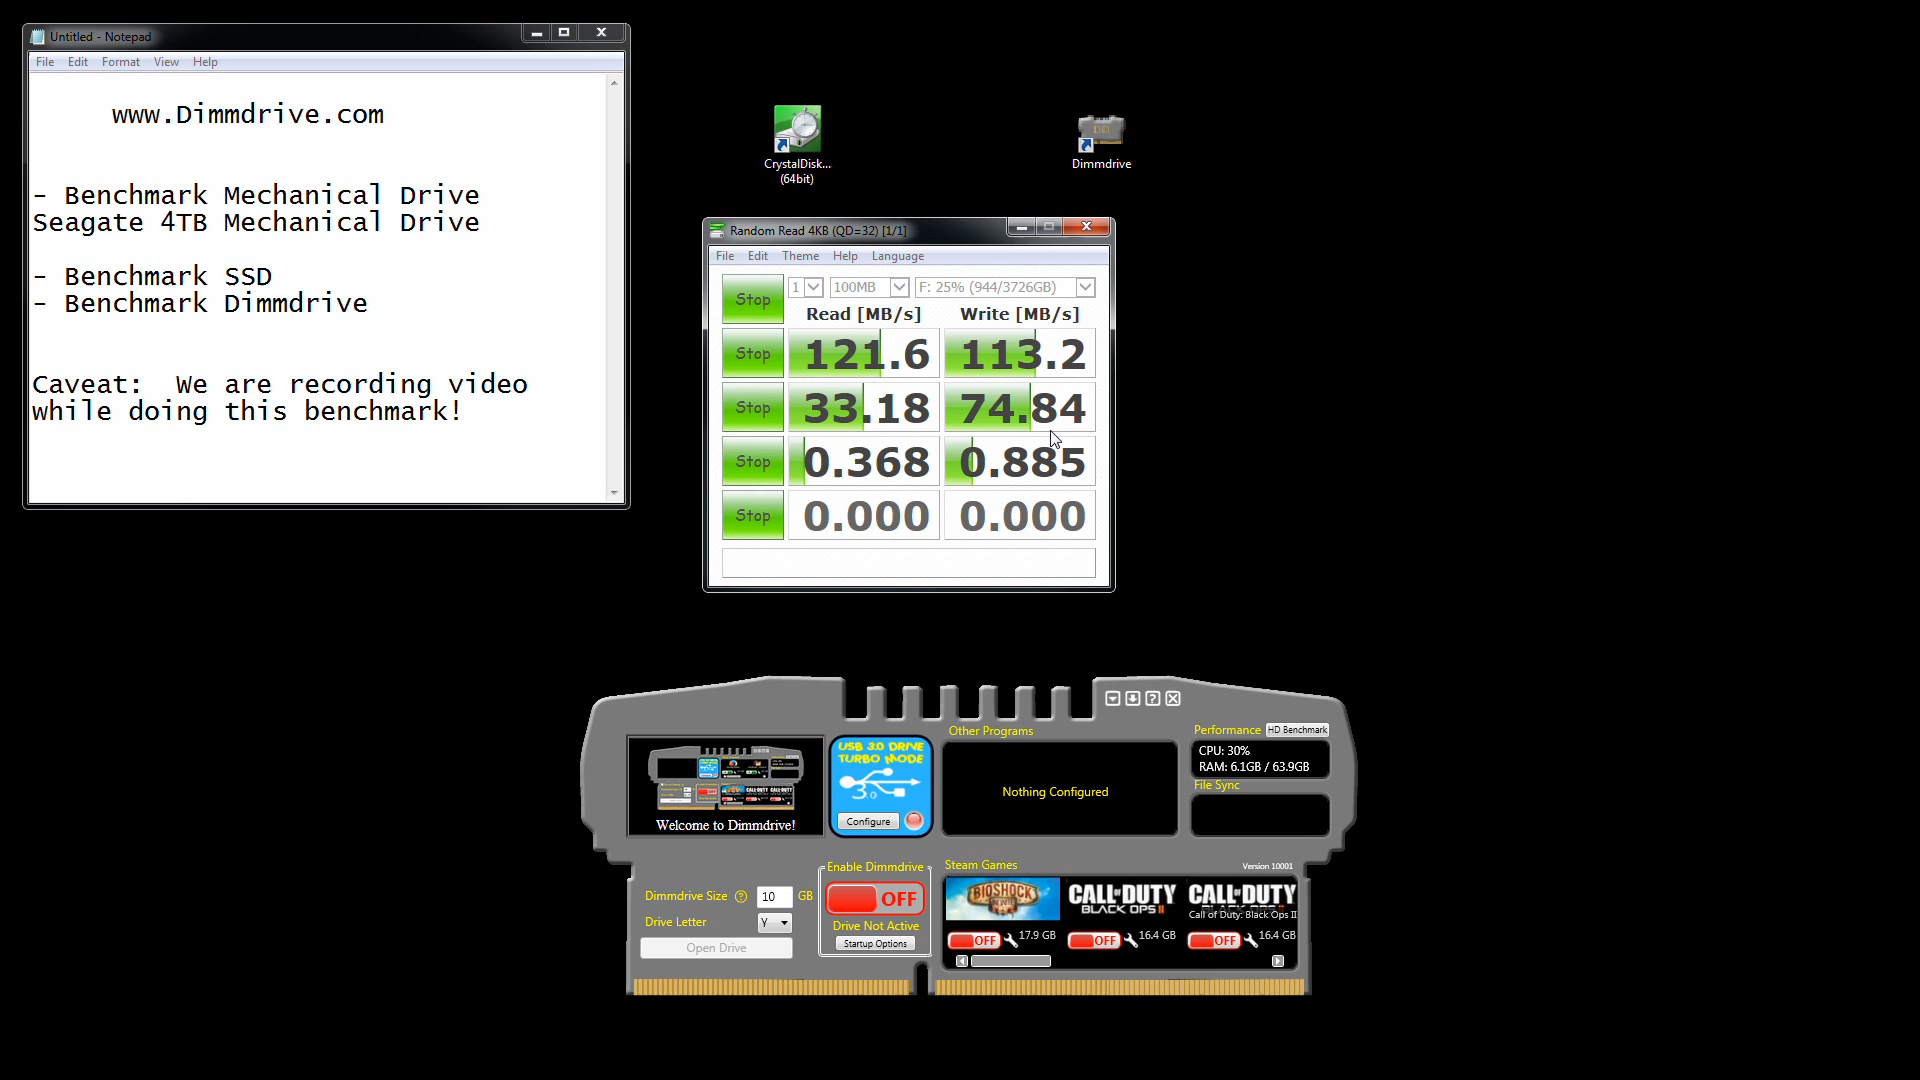 Untitled - Notepad
File Edit Format View Help
www.Dimmdrive.com
- Benchmark Mechanical Drive
Seagate 4TB Mechanical Drive
- Benchmark SSD
- Benchmark Dimmdrive
Caveat: We are recording video
while doing this benchmark!
CrystalDisk...
(64bit)
Dimmdrive
Random Read 4KB (QD=32) [1/1]
File Edit Theme Help Language
Stop 1 100MB F: 25% (944/3726GB)
Read [MB/s] Write [MB/s]
Stop 121.6 113.2
Stop 33.18 74.84
Stop 0.368 0.885
Stop 0.000 0.000
Welcome to Dimmdrive!
USB 3.0 DRIVE
TURBO MODE
3.0
Configure
Other Programs
Nothing Configured
Performance HD Benchmark
CPU: 30%
RAM: 6.1GB / 63.9GB
File Sync
Dimmdrive Size ? 10 GB
Drive Letter Y
Open Drive
Enable Dimmdrive
OFF
Drive Not Active
Startup Options
Steam Games Version 10001
BIOSHOCK
CALL OF DUTY
BLACK OPS II
CALL OF DUTY
BLACK OPS II
Call of Duty: Black Ops II
OFF 17.9 GB OFF 16.4 GB OFF 16.4 GB